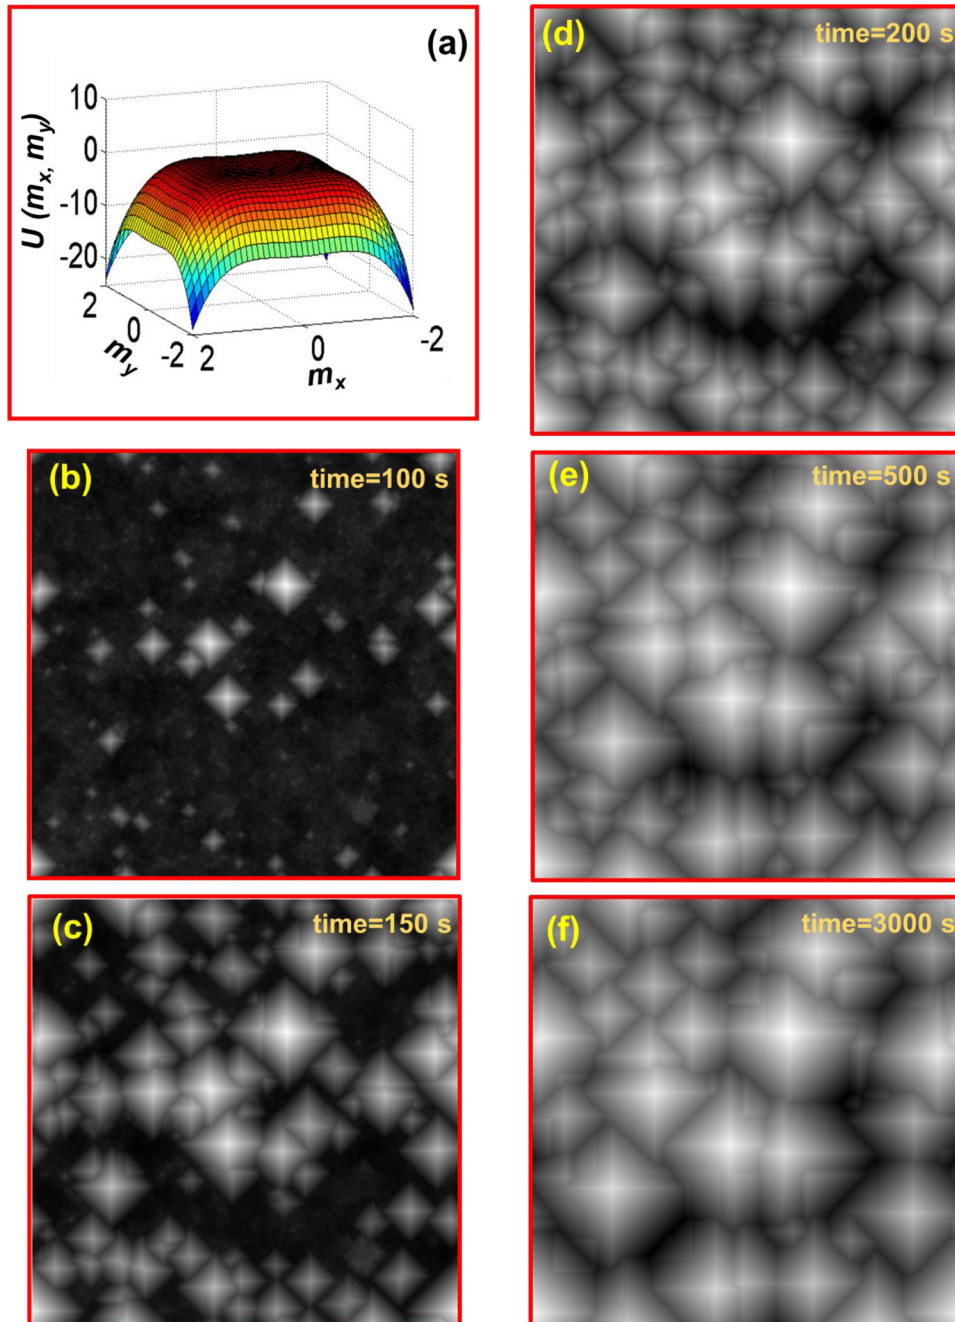 (a)
10
0
-10
-20
U (mx, my)
2
0
-2
my
2
0
-2
mx
(b)
time=100 s
(c)
time=150 s
(d)
time=200 s
(e)
time=500 s
(f)
time=3000 s